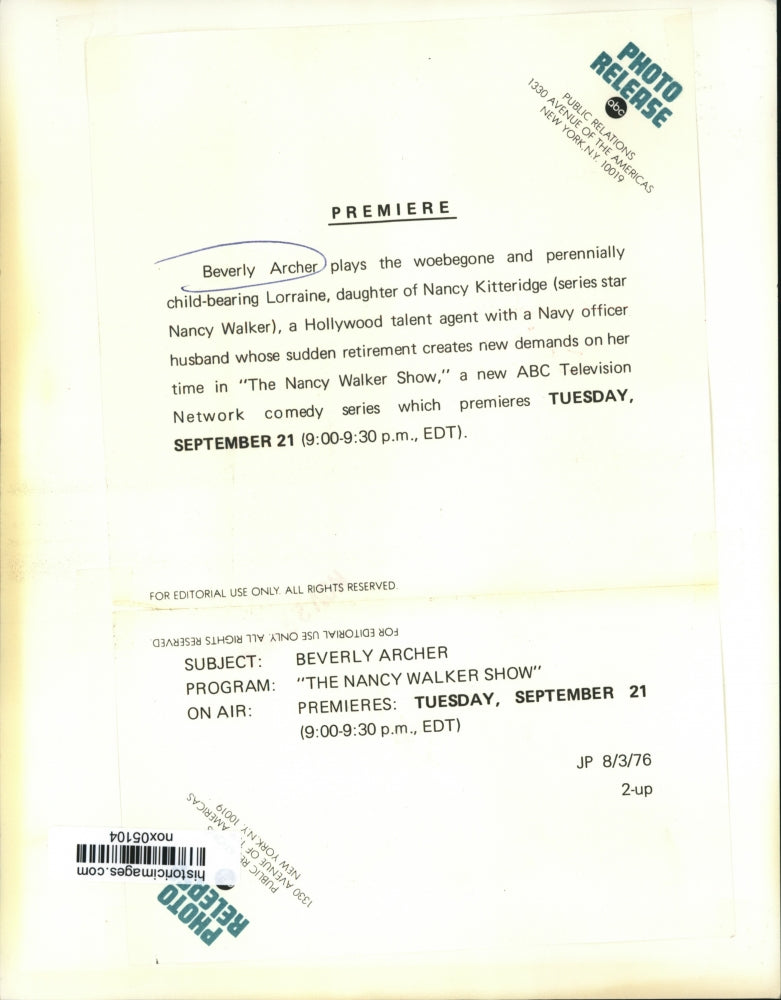 PHOTO
RELEASE
abc
PUBLIC RELATIONS
1330 AVENUE OF THE AMERICAS
NEW YORK, N.Y. 10019
PREMIERE
Beverly Archer plays the woebegone and perennially
child-bearing Lorraine, daughter of Nancy Kitteridge (series star
Nancy Walker), a Hollywood talent agent with a Navy officer
husband whose sudden retirement creates new demands on her
time in "The Nancy Walker Show," a new ABC Television
Network comedy series which premieres TUESDAY,
SEPTEMBER 21 (9:00-9:30 p.m., EDT).
FOR EDITORIAL USE ONLY. ALL RIGHTS RESERVED.
FOR EDITORIAL USE ONLY. ALL RIGHTS RESERVED.
SUBJECT: BEVERLY ARCHER
PROGRAM: "THE NANCY WALKER SHOW"
ON AIR: PREMIERES: TUESDAY, SEPTEMBER 21
(9:00-9:30 p.m., EDT)
JP 8/3/76
2-up
historicimages.com
nox05104
PHOTO
RELE
PUBLIC RE
1330 AVENUE OF T AMERICAS
NEW YORK, N.Y. 10019